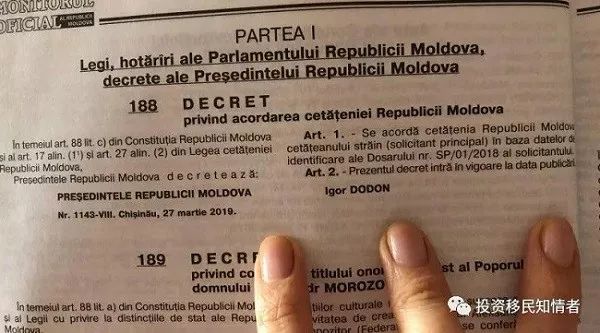 MONITORUL
OFICIAL
AL REPUBLICII
MOLDOVA
PARTEA I
Legi, hotărîri ale Parlamentului Republicii Moldova,
decrete ale Preşedintelui Republicii Moldova
188 DECRET
privind acordarea cetăţeniei Republicii Moldova
În temeiul art. 88 lit. c) din Constituţia Republicii Moldova
şi al art. 17 alin. (1¹) şi art. 27 alin. (2) din Legea cetăţeniei
Republicii Moldova,
Preşedintele Republicii Moldova decretează:
PREŞEDINTELE REPUBLICII MOLDOVA
Nr. 1143-VIII. Chişinău, 27 martie 2019.
Art. 1. - Se acordă cetăţenia Republicii Moldova
cetăţeanului străin (solicitant principal) în baza datelor de
identificare ale Dosarului nr. SP/01/2018 al solicitantului.
Art. 2. - Prezentul decret intră în vigoare la data publicării.
Igor DODON
189
privind titlului al Poporul
domnului MOROZO
În temeiul art. 88 lit. a) din Constituţia Republicii
şi al Legii cu privire la distincţiile de stat ale Republicii
culturale
de crea
(Feder
投资移民知情者